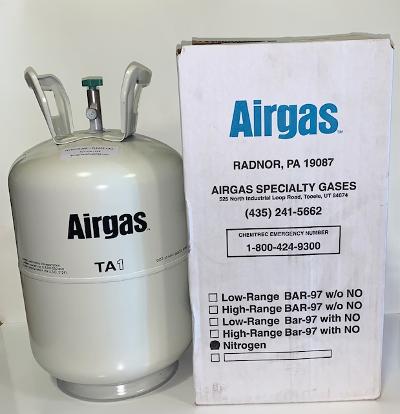 Airgas
TA1
Airgas
RADNOR, PA 19087
AIRGAS SPECIALTY GASES
525 North Industrial Loop Road, Tooele, UT 84074
(435) 241-5662
CHEMTREC EMERGENCY NUMBER
1-800-424-9300
Low-Range BAR-97 w/o NO
High-Range BAR-97 w/o NO
Low-Range Bar-97 with NO
High-Range Bar-97 with NO
Nitrogen